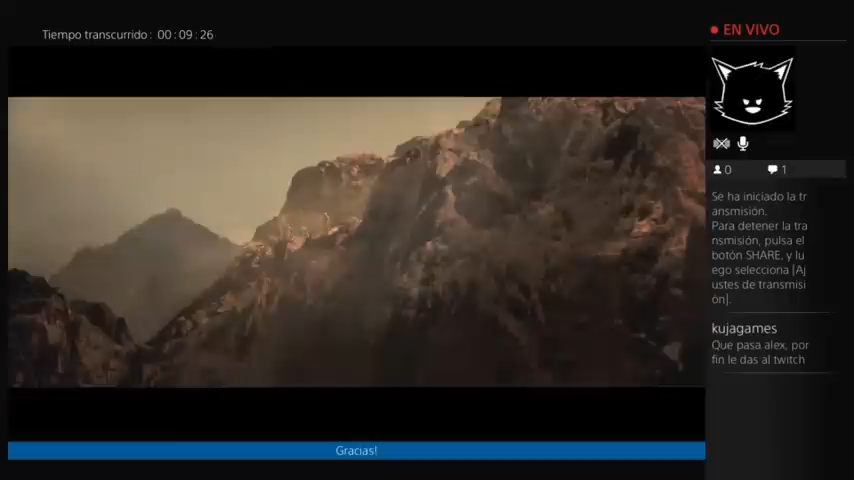 Tiempo transcurrido: 00:09:26
EN VIVO
0 1
Se ha iniciado la tr
ansmisión.
Para detener la tra
nsmisión, pulsa el
botón SHARE, y lu
ego selecciona [Aj
ustes de transmisi
ón].
kujagames
Que pasa alex, por
fin le das al twitch
Gracias!